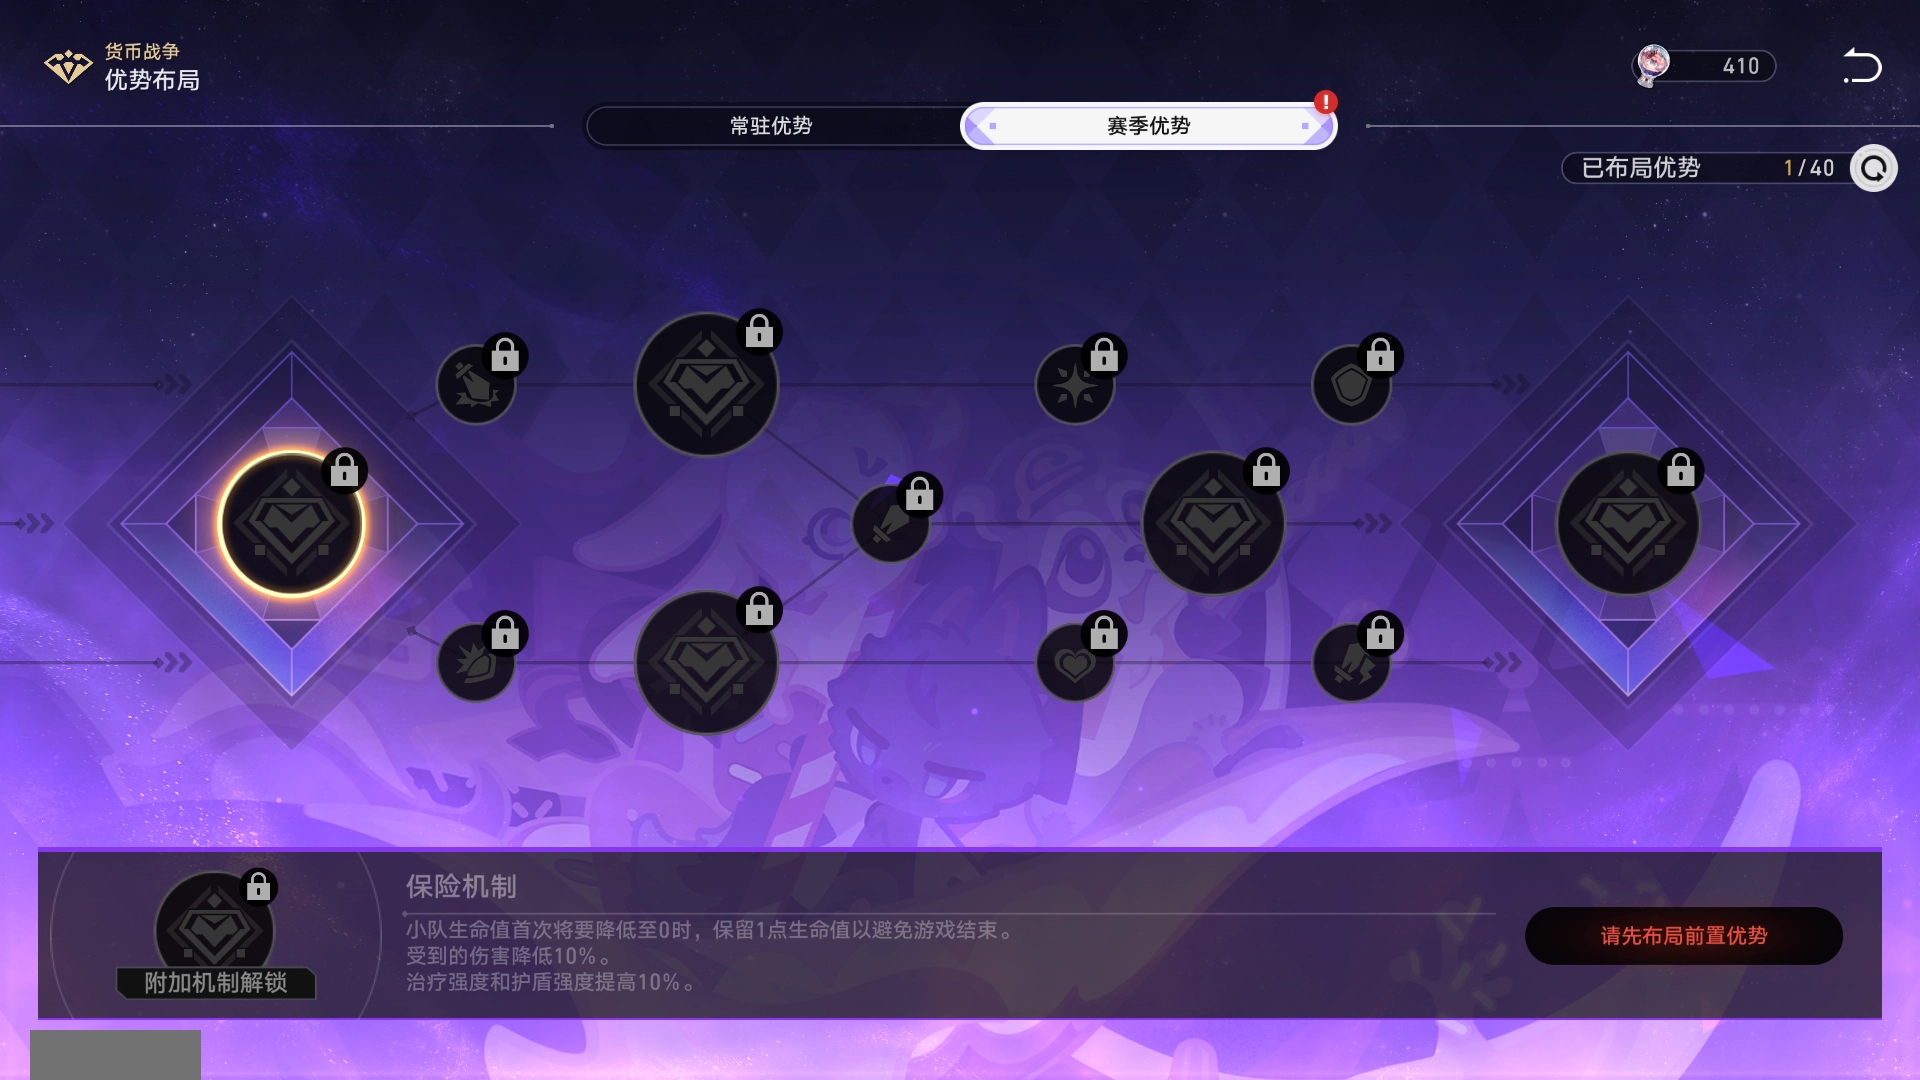 货币战争
优势布局
410
常驻优势
赛季优势
!
已布局优势 1/40
保险机制
小队生命值首次将要降低至0时，保留1点生命值以避免游戏结束。
受到的伤害降低10%。
治疗强度和护盾强度提高10%。
附加机制解锁
请先布局前置优势